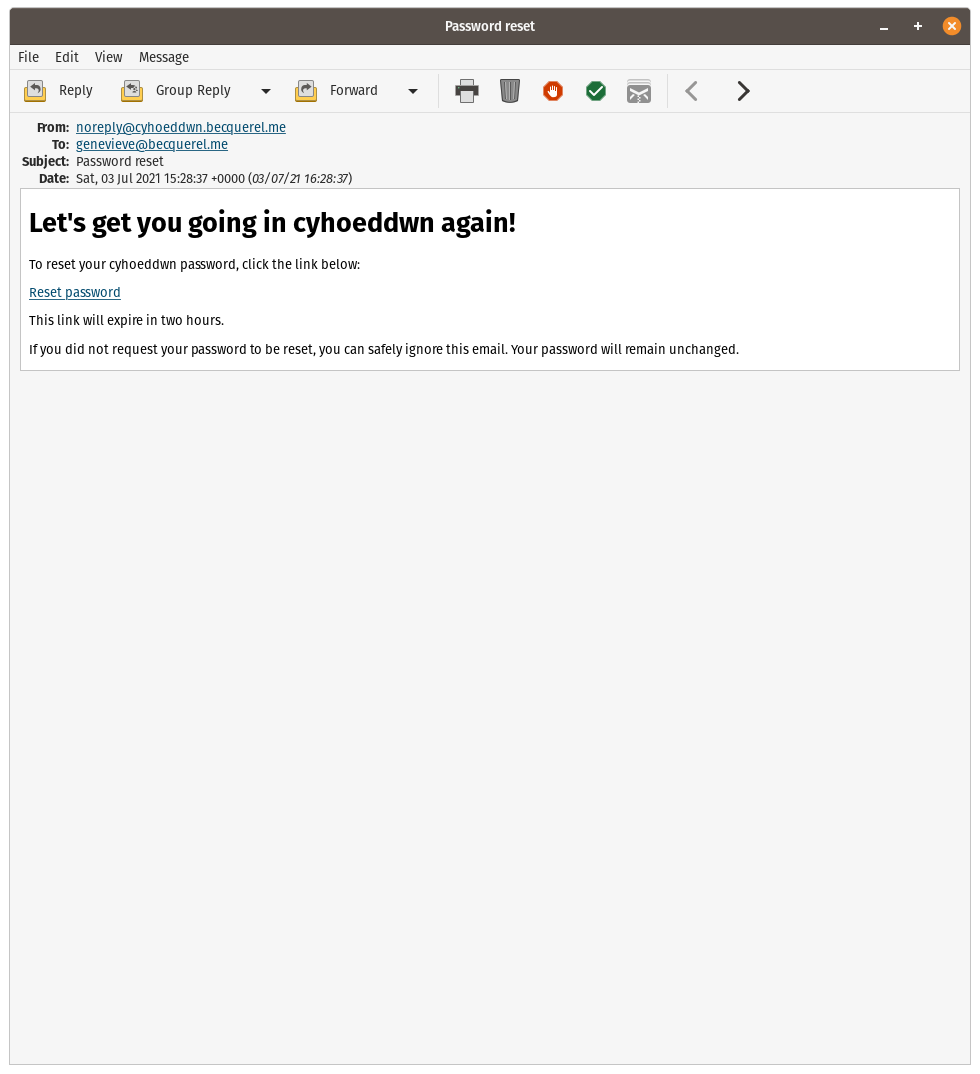 Password reset
File Edit View Message
Reply Group Reply Forward
From: noreply@cyhoeddwn.becquerel.me
To: genevieve@becquerel.me
Subject: Password reset
Date: Sat, 03 Jul 2021 15:28:37 +0000 (03/07/21 16:28:37)
Let's get you going in cyhoeddwn again!
To reset your cyhoeddwn password, click the link below:
Reset password
This link will expire in two hours.
If you did not request your password to be reset, you can safely ignore this email. Your password will remain unchanged.